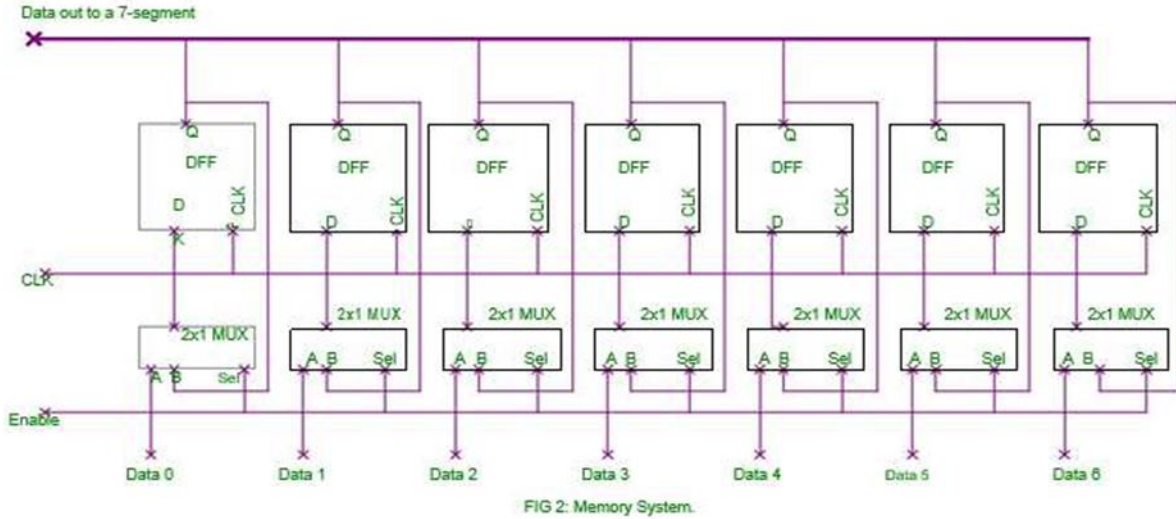 Data out to a 7-segment
Q Q Q Q Q Q Q
DFF DFF DFF DFF DFF DFF DFF
D CLK D CLK CLK D CLK D CLK D CLK D CLK
CLK
2x1 MUX 2x1 MUX 2x1 MUX 2x1 MUX 2x1 MUX 2x1 MUX 2x1 MUX
A B Sel A B Sel A B Sel A B Sel A B Sel A B Sel A B Sel
Enable
Data 0 Data 1 Data 2 Data 3 Data 4 Data 5 Data 6
FIG 2: Memory System.